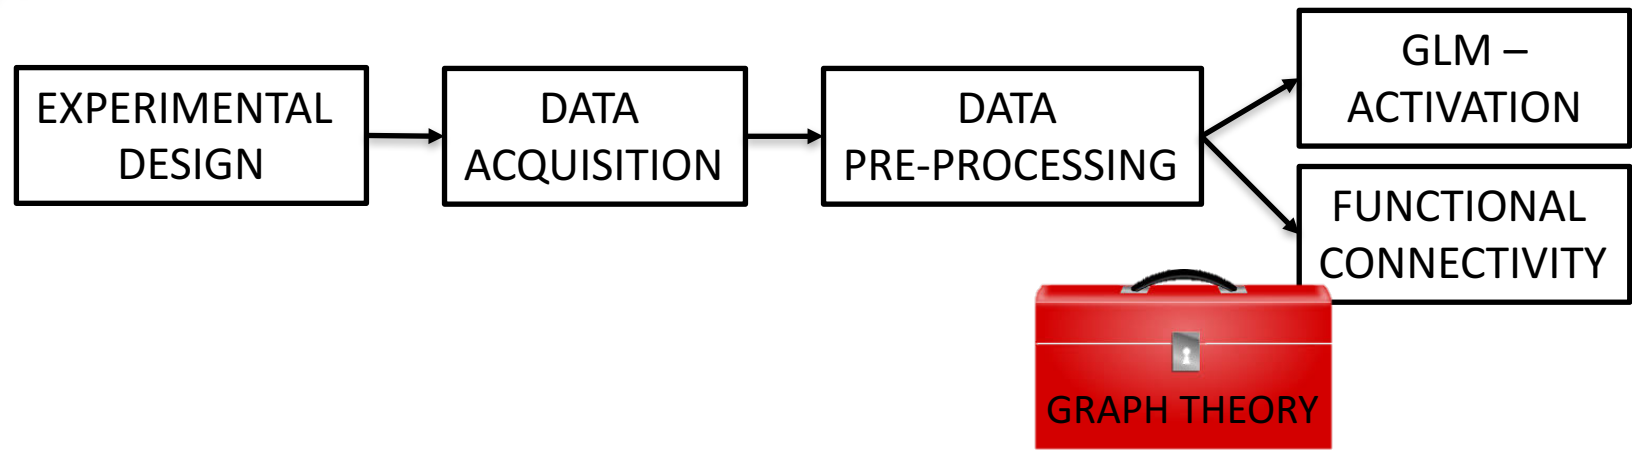 EXPERIMENTAL
DESIGN
DATA
ACQUISITION
DATA
PRE-PROCESSING
GLM –
ACTIVATION
FUNCTIONAL
CONNECTIVITY
GRAPH THEORY